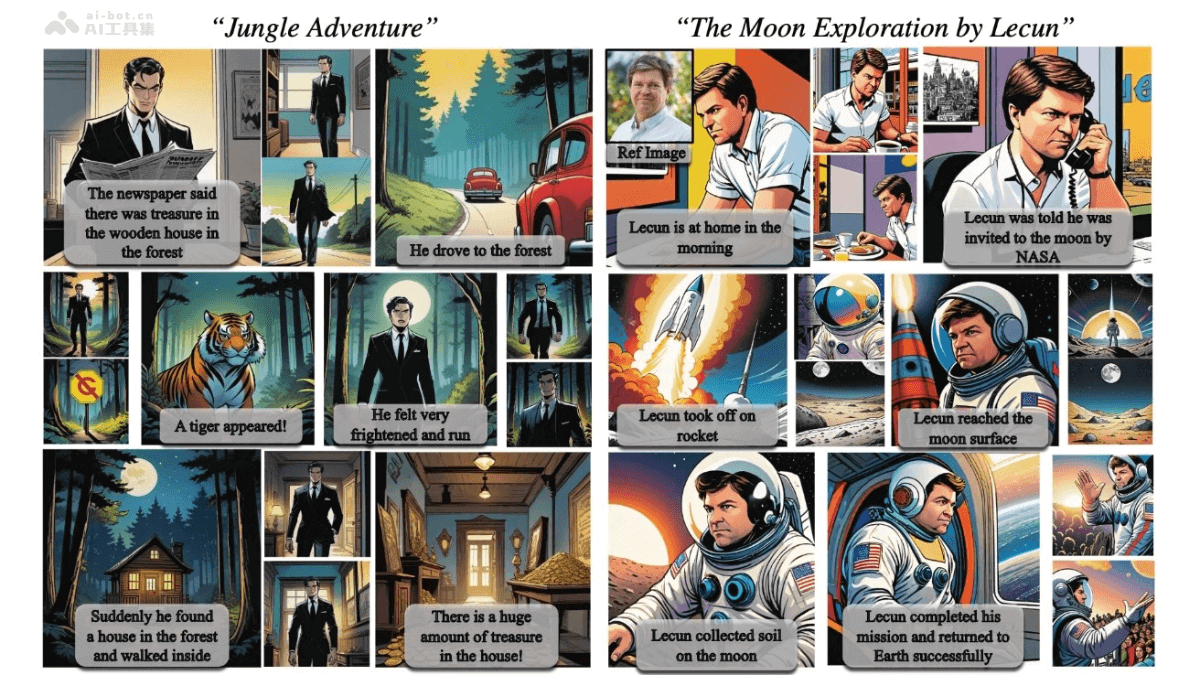 ai-bot.cn
AI工具集
“Jungle Adventure”
“The Moon Exploration by Lecun”
The newspaper said
there was treasure in
the wooden house in
the forest
He drove to the forest
Ref Image
Lecun is at home in the
morning
Lecun was told he was
invited to the moon by
NASA
A tiger appeared!
He felt very
frightened and run
Lecun took off on
rocket
Lecun reached the
moon surface
Suddenly he found
a house in the forest
and walked inside
There is a huge
amount of treasure
in the house!
Lecun collected soil
on the moon
Lecun completed his
mission and returned to
Earth successfully